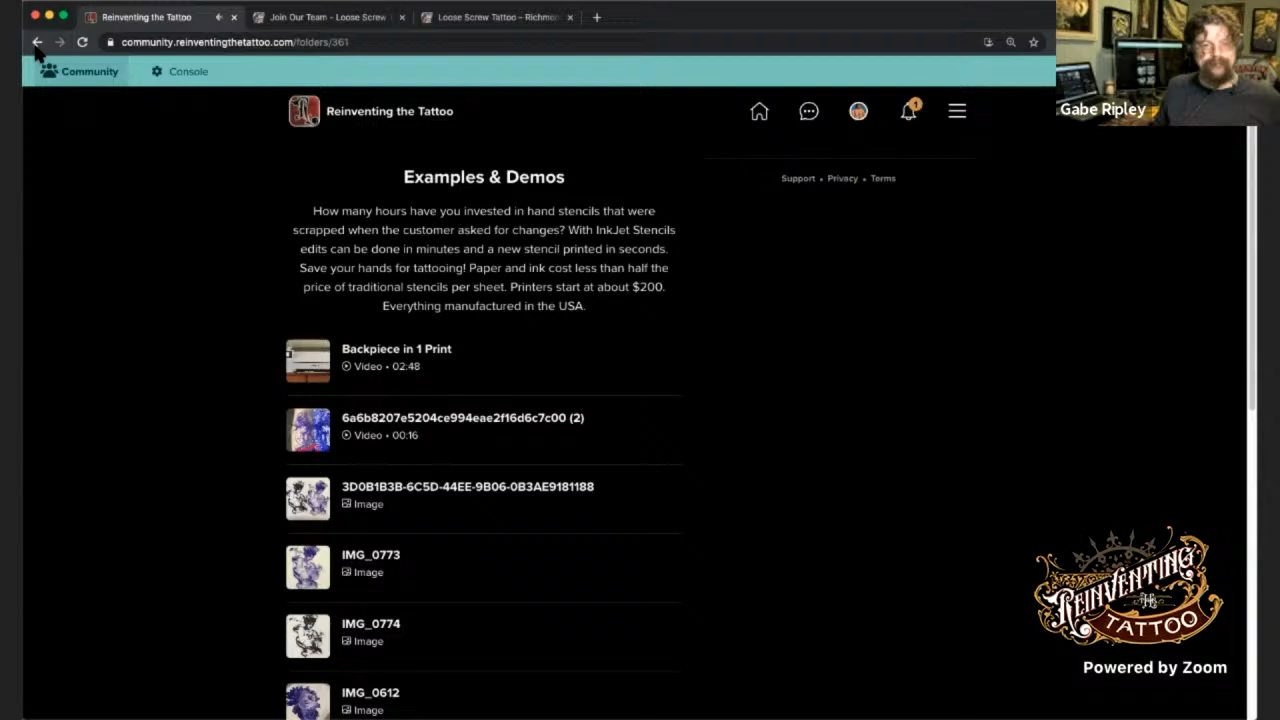 Reinventing the Tattoo
Join Our Team - Loose Screw
Loose Screw Tattoo – Richmo
community.reinventingthetattoo.com/folders/361
Community
Console
Gabe Ripley
Reinventing the Tattoo
1
Examples & Demos
Support • Privacy • Terms
How many hours have you invested in hand stencils that were
scrapped when the customer asked for changes? With InkJet Stencils
edits can be done in minutes and a new stencil printed in seconds.
Save your hands for tattooing! Paper and ink cost less than half the
price of traditional stencils per sheet. Printers start at about $200.
Everything manufactured in the USA.
Backpiece in 1 Print
Video • 02:48
6a6b8207e5204ce994eae2f16d6c7c00 (2)
Video • 00:16
3D0B1B3B-6C5D-44EE-9B06-0B3AE9181188
Image
IMG_0773
Image
IMG_0774
Image
IMG_0612
Image
REINVENTING
THE
TATTOO
Powered by Zoom